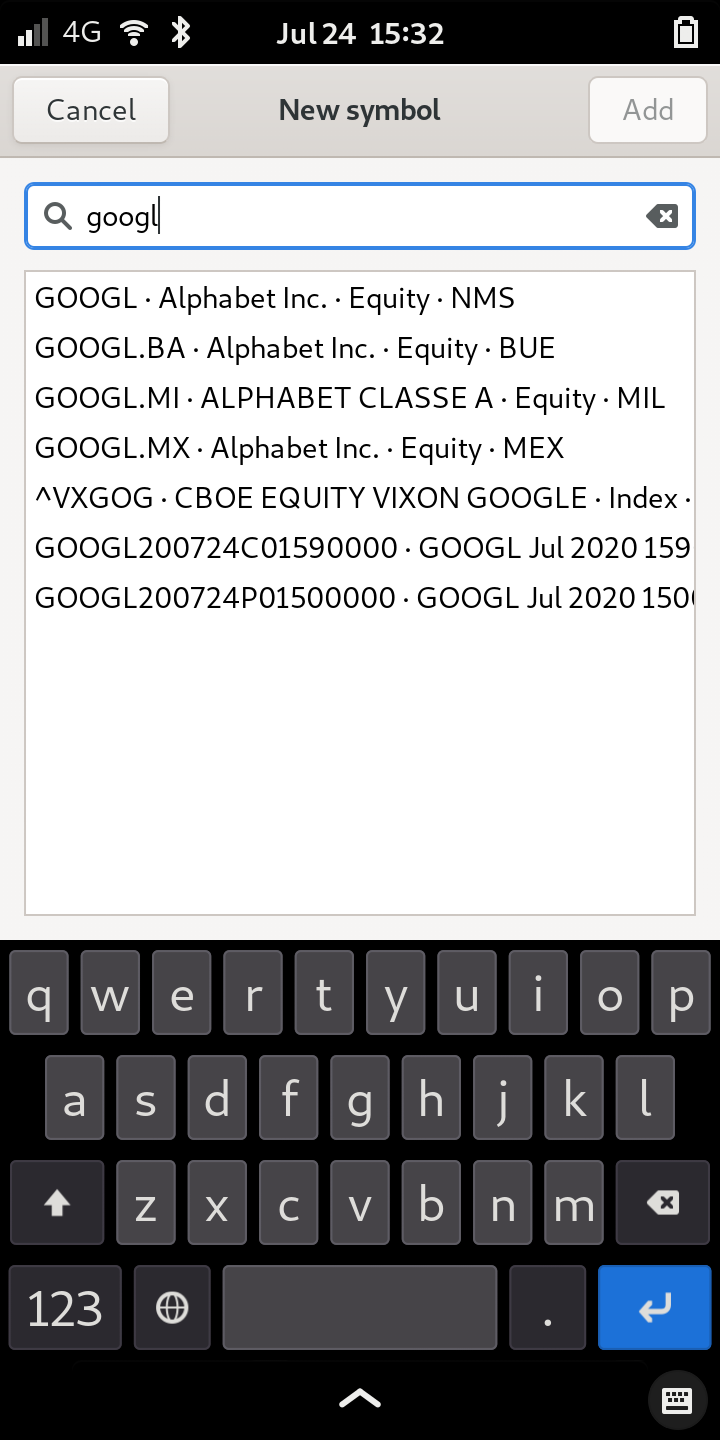 4G Jul 24 15:32
Cancel New symbol Add
googl
GOOGL · Alphabet Inc. · Equity · NMS
GOOGL.BA · Alphabet Inc. · Equity · BUE
GOOGL.MI · ALPHABET CLASSE A · Equity · MIL
GOOGL.MX · Alphabet Inc. · Equity · MEX
^VXGOG · CBOE EQUITY VIXON GOOGLE · Index ·
GOOGL200724C01590000 · GOOGL Jul 2020 159
GOOGL200724P01500000 · GOOGL Jul 2020 150
q w e r t y u i o p
a s d f g h j k l
z x c v b n m
123 .